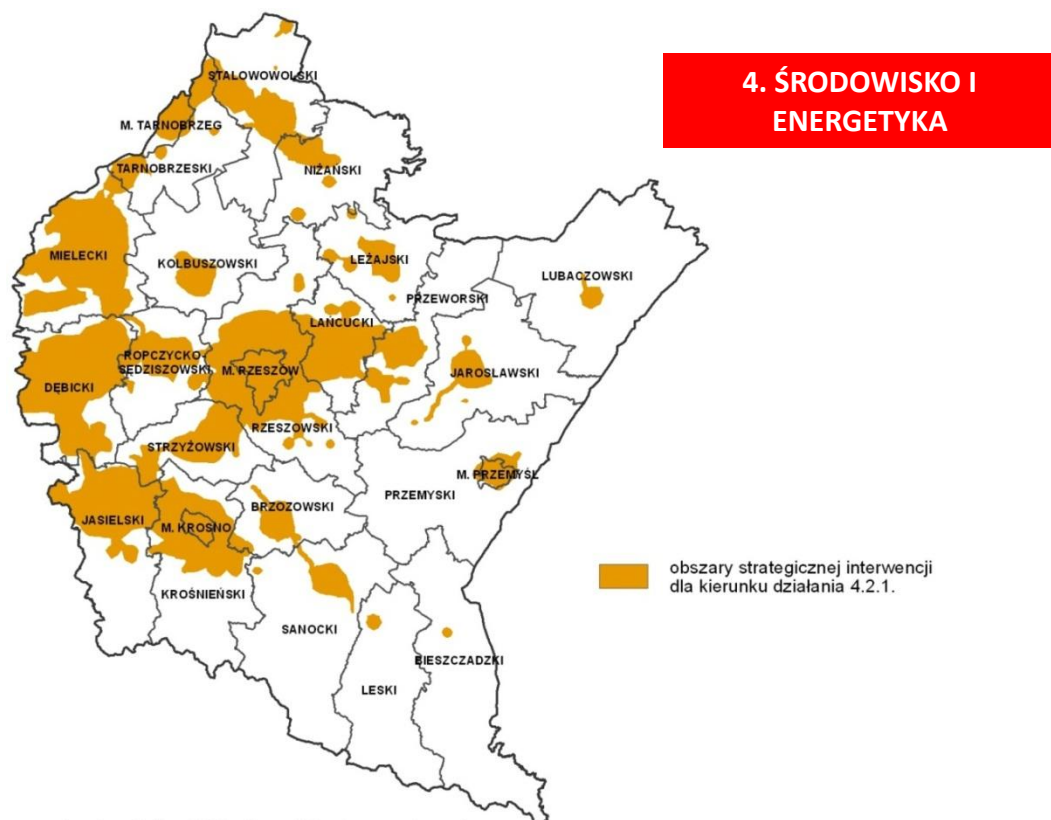 4. ŚRODOWISKO I
ENERGETYKA
STALOWOWOLSKI
M. TARNOBRZEG
TARNOBRZESKI
NIŻAŃSKI
MIELECKI
KOLBUSZOWSKI
LEŻAJSKI
LUBACZOWSKI
PRZEWORSKI
ŁAŃCUCKI
ROPCZYCKO-
SĘDZISZOWSKI
M. RZESZÓW
JAROSŁAWSKI
DĘBICKI
RZESZOWSKI
STRZYŻOWSKI
M. PRZEMYŚL
PRZEMYSKI
BRZOZOWSKI
JASIELSKI
M. KROSNO
obszary strategicznej interwencji
dla kierunku działania 4.2.1.
KROŚNIEŃSKI
SANOCKI
BIESZCZADZKI
LESKI